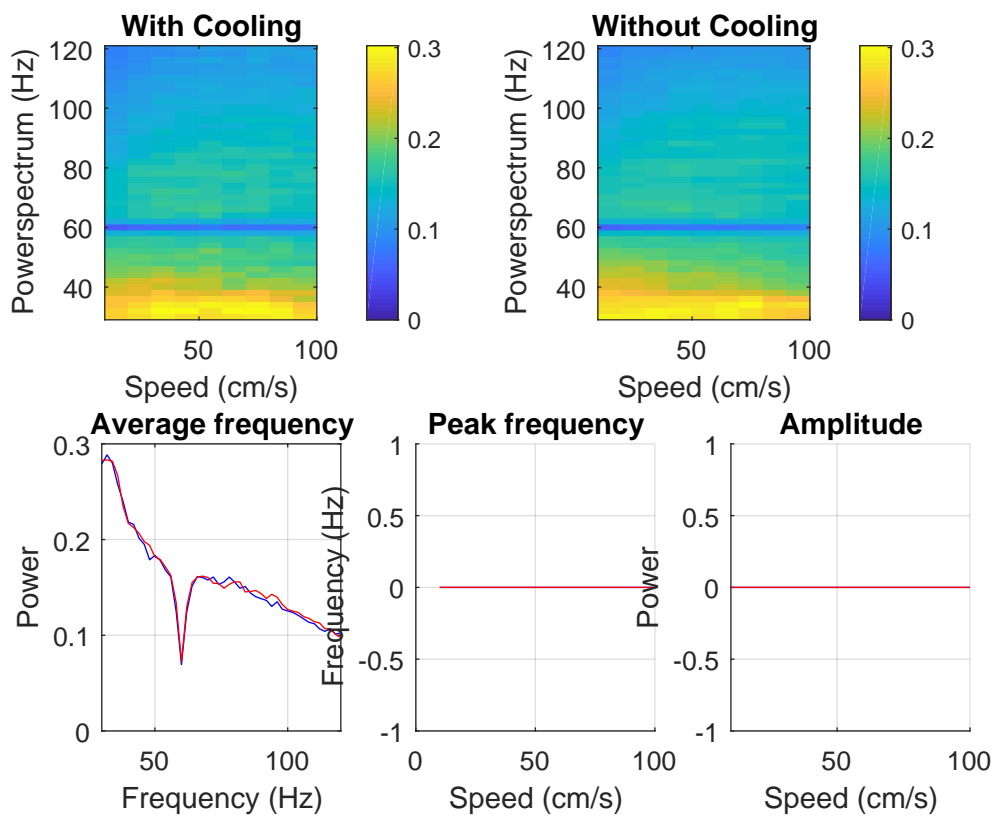 With Cooling
Powerspectrum (Hz)
120
100
80
60
40
50
100
Speed (cm/s)
0.3
0.2
0.1
0
Without Cooling
Powerspectrum (Hz)
120
100
80
60
40
50
100
Speed (cm/s)
0.3
0.2
0.1
0
Average frequency
Power
0.3
0.2
0.1
0
50
100
Frequency (Hz)
Peak frequency
Frequency (Hz)
1
0.5
0
-0.5
-1
0
50
100
Speed (cm/s)
Amplitude
Power
1
0.5
0
-0.5
-1
50
100
Speed (cm/s)